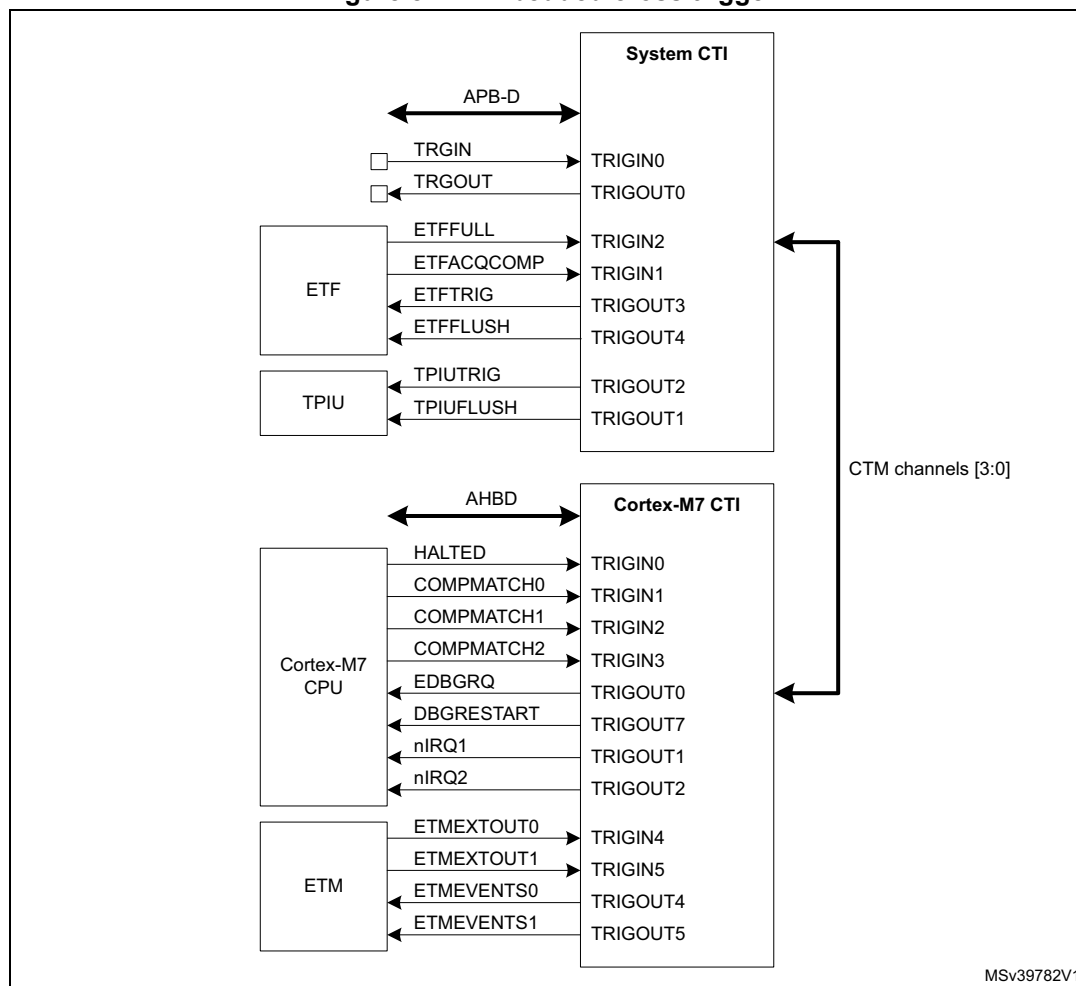 System CTI
APB-D
TRGIN
TRIGIN0
TRGOUT
TRIGOUT0
ETF
ETFFULL
TRIGIN2
ETFACQCOMP
TRIGIN1
ETFTRIG
TRIGOUT3
ETFFLUSH
TRIGOUT4
TPIU
TPIUTRIG
TRIGOUT2
TPIUFLUSH
TRIGOUT1
CTM channels [3:0]
Cortex-M7 CTI
AHBD
Cortex-M7
CPU
HALTED
TRIGIN0
COMPMATCH0
TRIGIN1
COMPMATCH1
TRIGIN2
COMPMATCH2
TRIGIN3
EDBGRQ
TRIGOUT0
DBGRESTART
TRIGOUT7
nIRQ1
TRIGOUT1
nIRQ2
TRIGOUT2
ETM
ETMEXTOUT0
TRIGIN4
ETMEXTOUT1
TRIGIN5
ETMEVENTS0
TRIGOUT4
ETMEVENTS1
TRIGOUT5
MSv39782V1